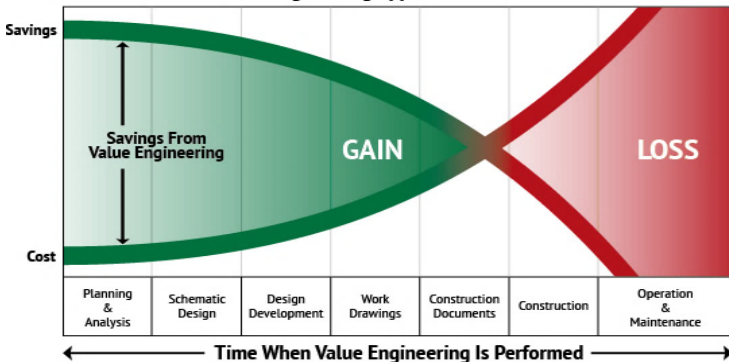 Savings
Savings From
Value Engineering
GAIN
LOSS
Cost
Planning
&
Analysis
Schematic
Design
Design
Development
Work
Drawings
Construction
Documents
Construction
Operation
&
Maintenance
Time When Value Engineering Is Performed